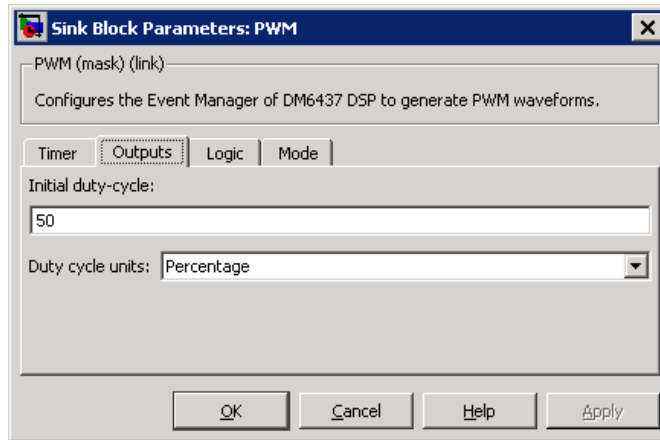 Sink Block Parameters: PWM
PWM (mask) (link)
Configures the Event Manager of DM6437 DSP to generate PWM waveforms.
Timer Outputs Logic Mode
Initial duty-cycle:
50
Duty cycle units: Percentage
OK Cancel Help Apply